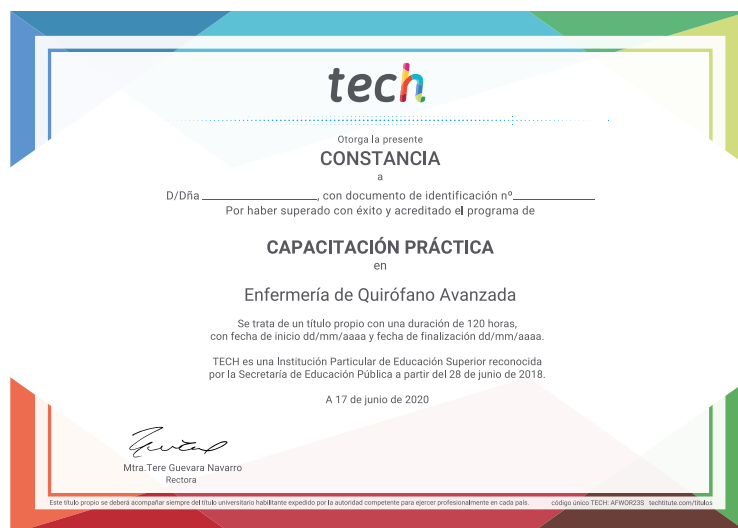 tech
Otorga la presente
CONSTANCIA
a
D/Dña ____________________, con documento de identificación nº______________
Por haber superado con éxito y acreditado el programa de
CAPACITACIÓN PRÁCTICA
en
Enfermería de Quirófano Avanzada
Se trata de un título propio con una duración de 120 horas,
con fecha de inicio dd/mm/aaaa y fecha de finalización dd/mm/aaaa.
TECH es una Institución Particular de Educación Superior reconocida
por la Secretaría de Educación Pública a partir del 28 de junio de 2018.
A 17 de junio de 2020
Mtra.Tere Guevara Navarro
Rectora
Este título propio se deberá acompañar siempre del título universitario habilitante expedido por la autoridad competente para ejercer profesionalmente en cada país. código único TECH: AFWOR23S techtitute.com/titulos